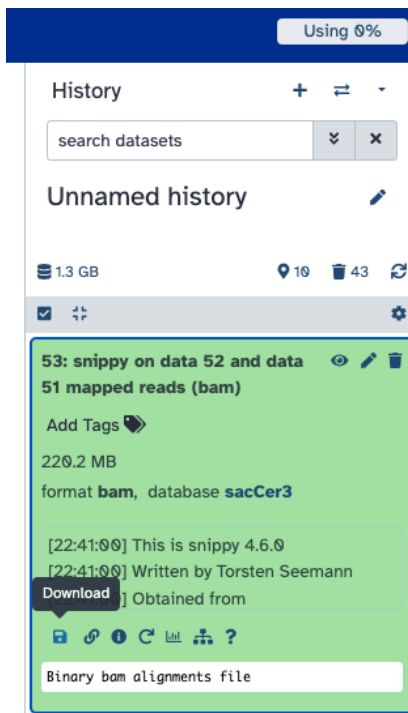 Using 0%
History
search datasets
Unnamed history
1.3 GB
10
43
53: snippy on data 52 and data
51 mapped reads (bam)
Add Tags
220.2 MB
format bam, database sacCer3
[22:41:00] This is snippy 4.6.0
[22:41:00] Written by Torsten Seemann
Download
] Obtained from
?
Binary bam alignments file